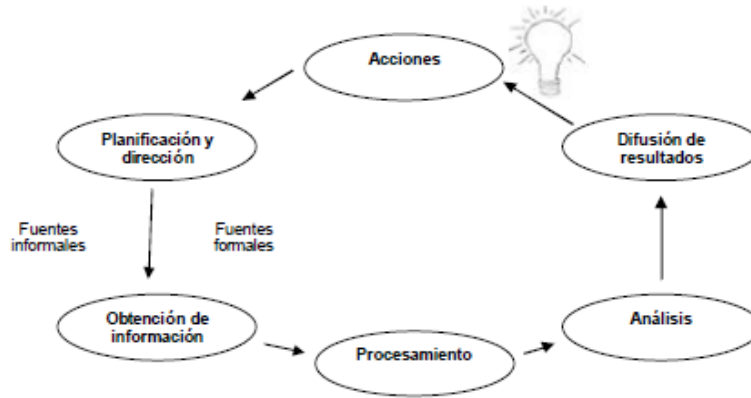 Acciones
Planificación y
dirección
Difusión de
resultados
Fuentes
informales
Fuentes
formales
Obtención de
información
Procesamiento
Análisis